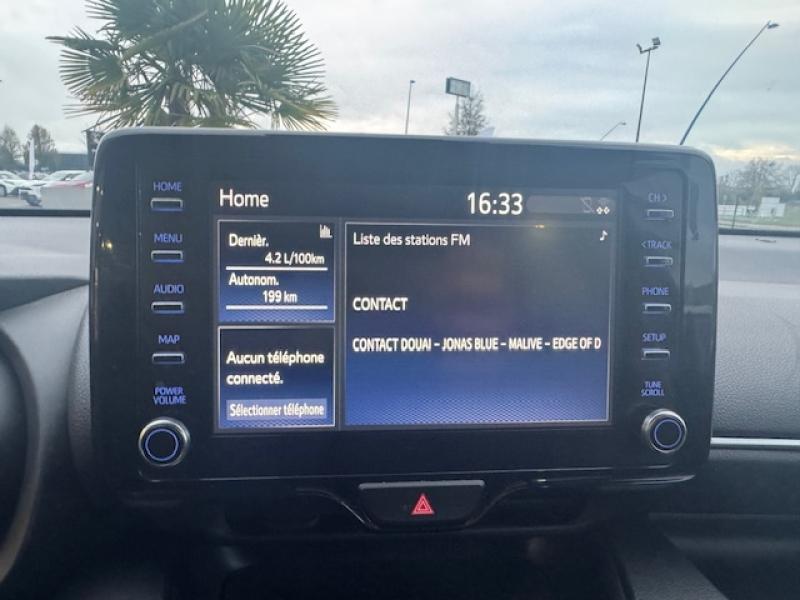 HOME
MENU
AUDIO
MAP
POWER
VOLUME
Home
16:33
Dernièr.
4.2 L/100km
Autonom.
199 km
Aucun téléphone
connecté.
Sélectionner téléphone
Liste des stations FM
CONTACT
CONTACT DOUAI – JONAS BLUE – MALIVE – EDGE OF D
CH >
< TRACK
PHONE
SETUP
TUNE
SCROLL